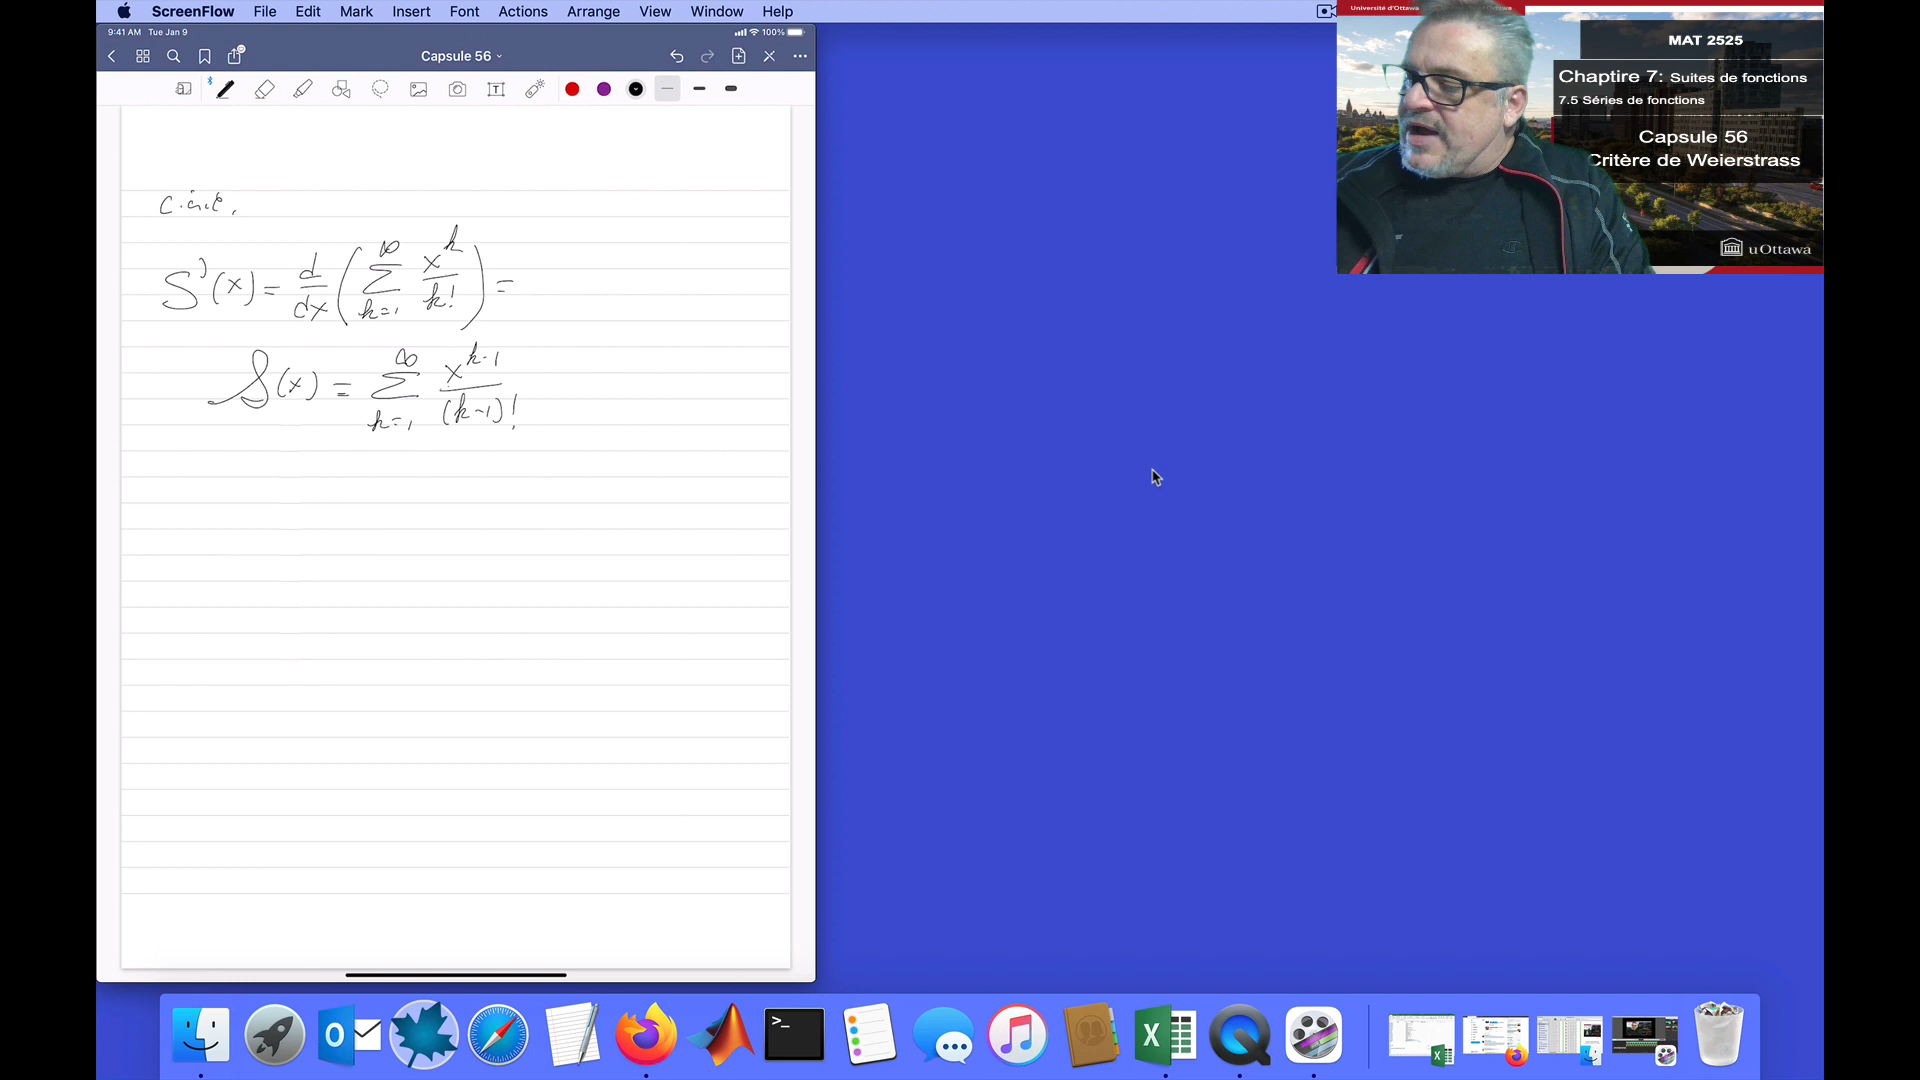 ScreenFlow File Edit Mark Insert Font Actions Arrange View Window Help
9:41 AM Tue Jan 9 100%
Capsule 56
T
S'(x) = d/dx ( ∑_{k=1}^{∞} x^k/k! ) =
S(x) = ∑_{k=1}^{∞} x^{k-1}/(k-1)!
Université d'Ottawa
MAT 2525
Chaptire 7: Suites de fonctions
7.5 Séries de fonctions
Capsule 56
Critère de Weierstrass
uOttawa